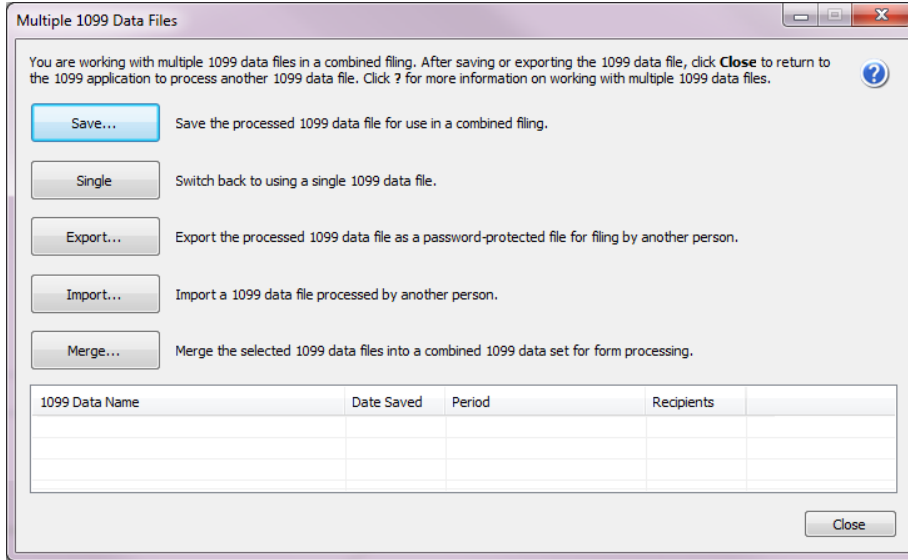 Multiple 1099 Data Files
You are working with multiple 1099 data files in a combined filing. After saving or exporting the 1099 data file, click Close to return to
the 1099 application to process another 1099 data file. Click ? for more information on working with multiple 1099 data files.
?
Save... Save the processed 1099 data file for use in a combined filing.
Single Switch back to using a single 1099 data file.
Export... Export the processed 1099 data file as a password-protected file for filing by another person.
Import... Import a 1099 data file processed by another person.
Merge... Merge the selected 1099 data files into a combined 1099 data set for form processing.
1099 Data Name Date Saved Period Recipients
Close